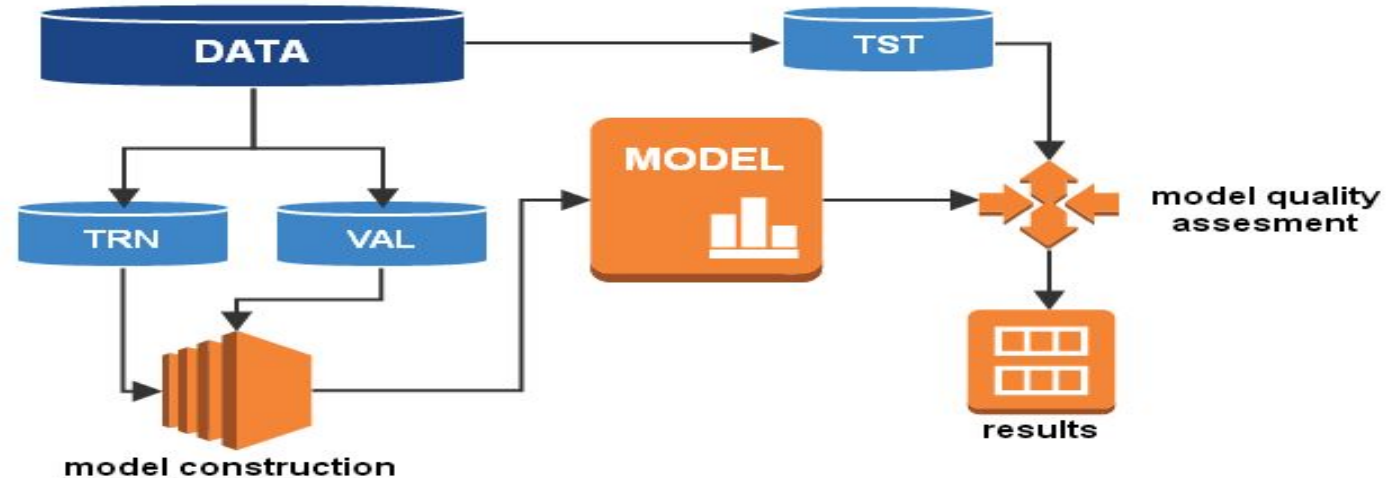 DATA
TST
MODEL
TRN
VAL
model quality
assesment
results
model construction